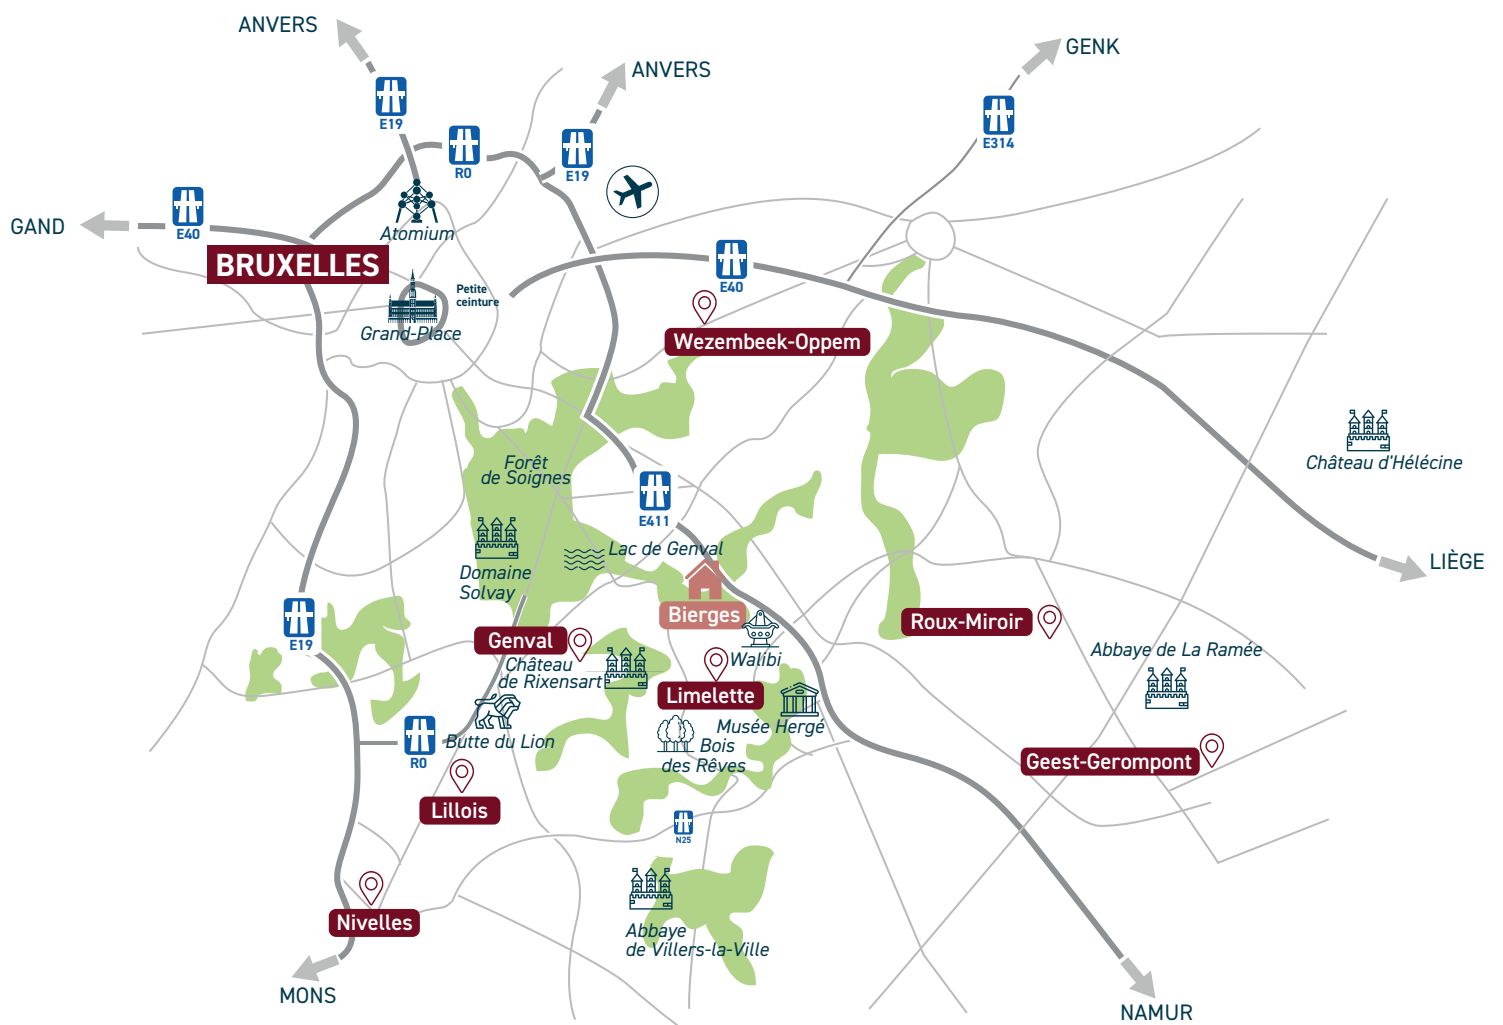 ANVERS
GENK
ANVERS
E19
E314
R0
E19
GAND
E40
Atomium
BRUXELLES
E40
Petite
ceinture
Grand-Place
Wezembeek-Oppem
Forêt
de Soignes
Château d'Hélécine
E411
Lac de Genval
LIÈGE
Domaine
Solvay
Bierges
Roux-Miroir
E19
Genval
Walibi
Abbaye de La Ramée
Château
de Rixensart
Limelette
Musée Hergé
Butte du Lion
Bois
des Rêves
R0
Geest-Gerompont
Lillois
N25
Nivelles
Abbaye
de Villers-la-Ville
MONS
NAMUR